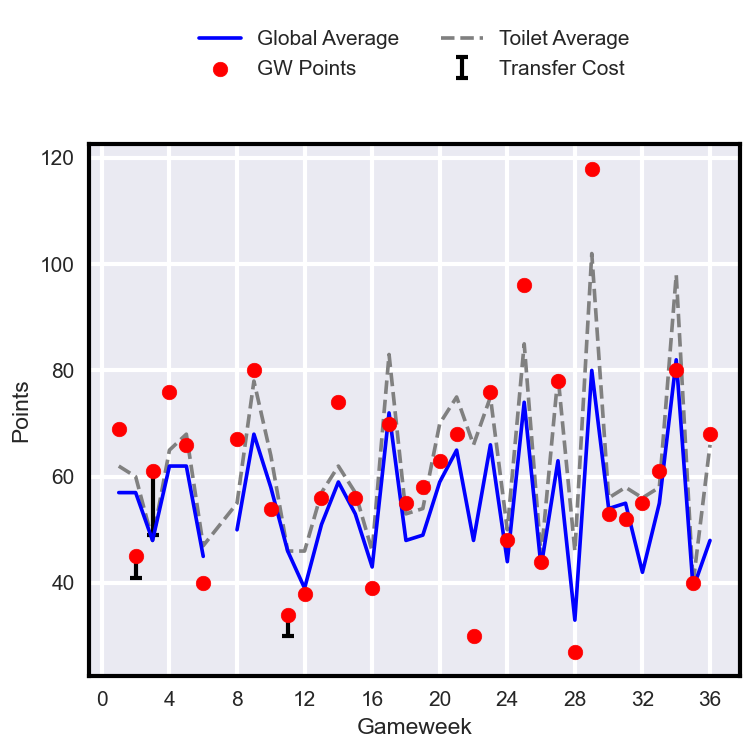 Global Average
Toilet Average
GW Points
Transfer Cost
120
100
80
60
40
Points
0 4 8 12 16 20 24 28 32 36
Gameweek